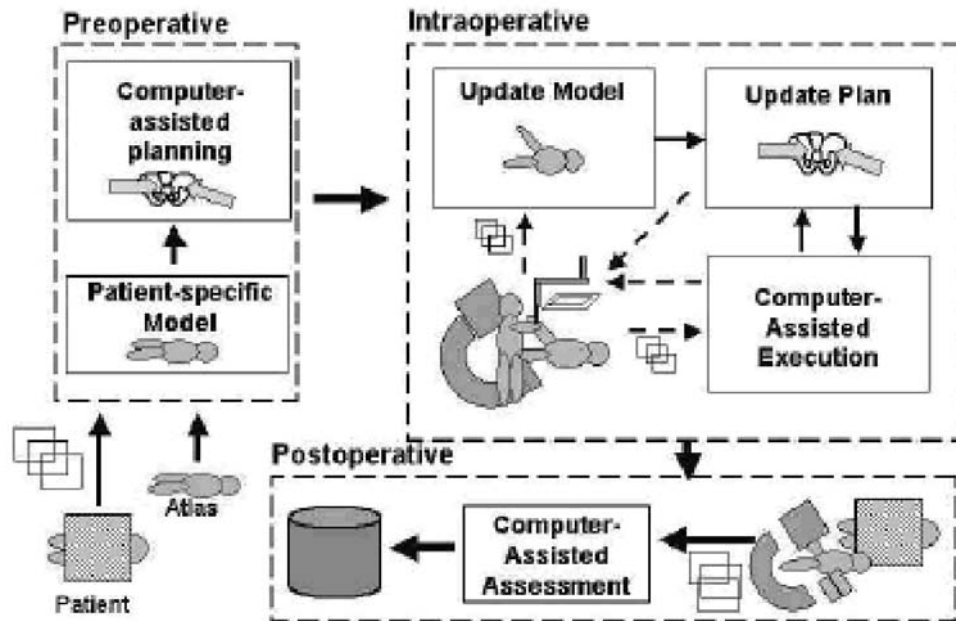 Preoperative
Computer-
assisted
planning
Patient-specific
Model
Atlas
Patient
Intraoperative
Update Model
Update Plan
Computer-
Assisted
Execution
Postoperative
Computer-
Assisted
Assessment